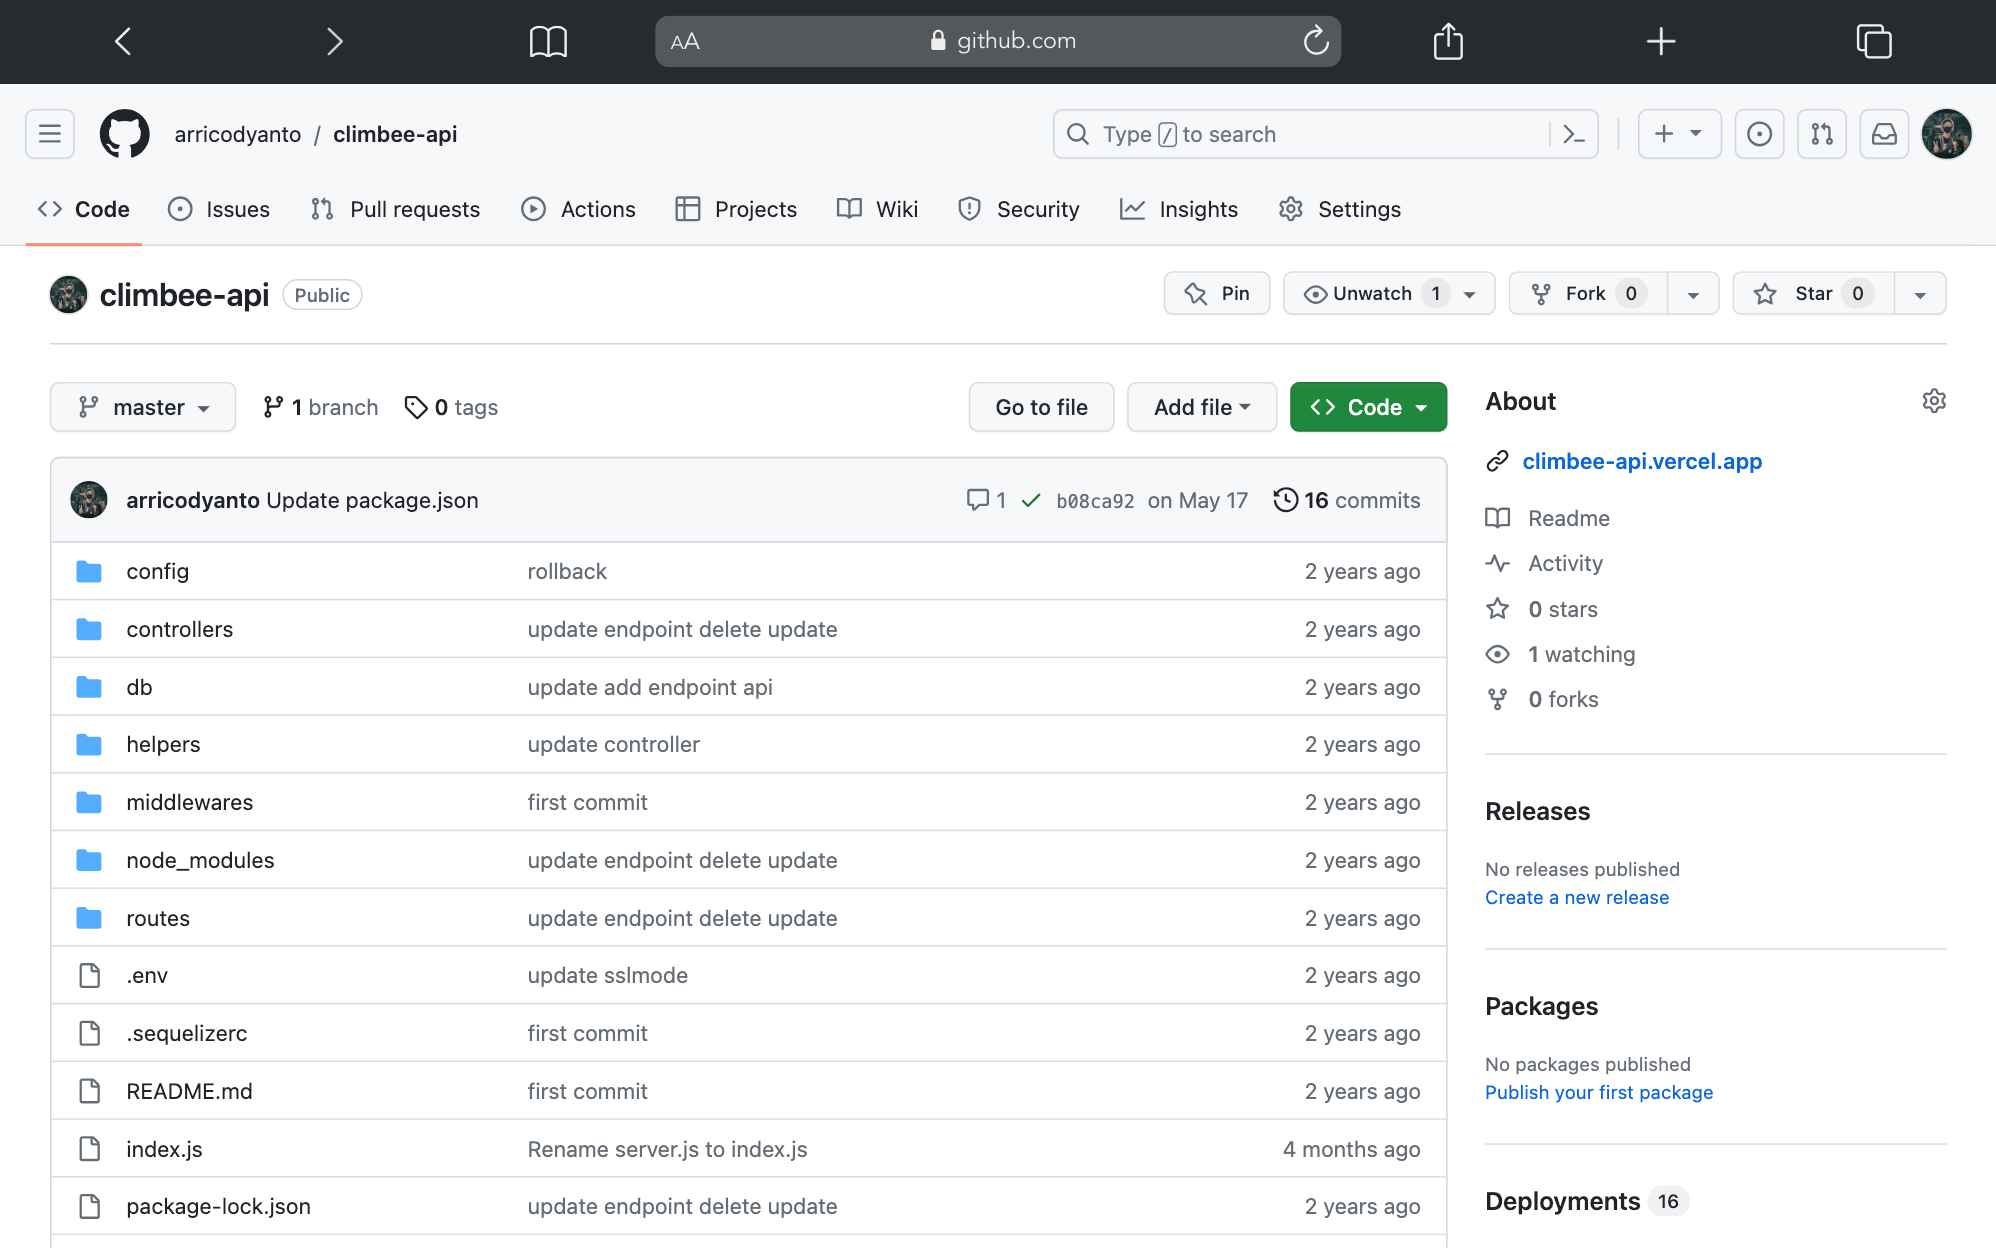 AA github.com
arricodyanto / climbee-api
Type / to search
Code Issues Pull requests Actions Projects Wiki Security Insights Settings
climbee-api Public
Pin Unwatch 1 Fork 0 Star 0
master 1 branch 0 tags Go to file Add file Code
arricodyanto Update package.json 1 b08ca92 on May 17 16 commits
config rollback 2 years ago
controllers update endpoint delete update 2 years ago
db update add endpoint api 2 years ago
helpers update controller 2 years ago
middlewares first commit 2 years ago
node_modules update endpoint delete update 2 years ago
routes update endpoint delete update 2 years ago
.env update sslmode 2 years ago
.sequelizerc first commit 2 years ago
README.md first commit 2 years ago
index.js Rename server.js to index.js 4 months ago
package-lock.json update endpoint delete update 2 years ago
About
climbee-api.vercel.app
Readme
Activity
0 stars
1 watching
0 forks
Releases
No releases published
Create a new release
Packages
No packages published
Publish your first package
Deployments 16